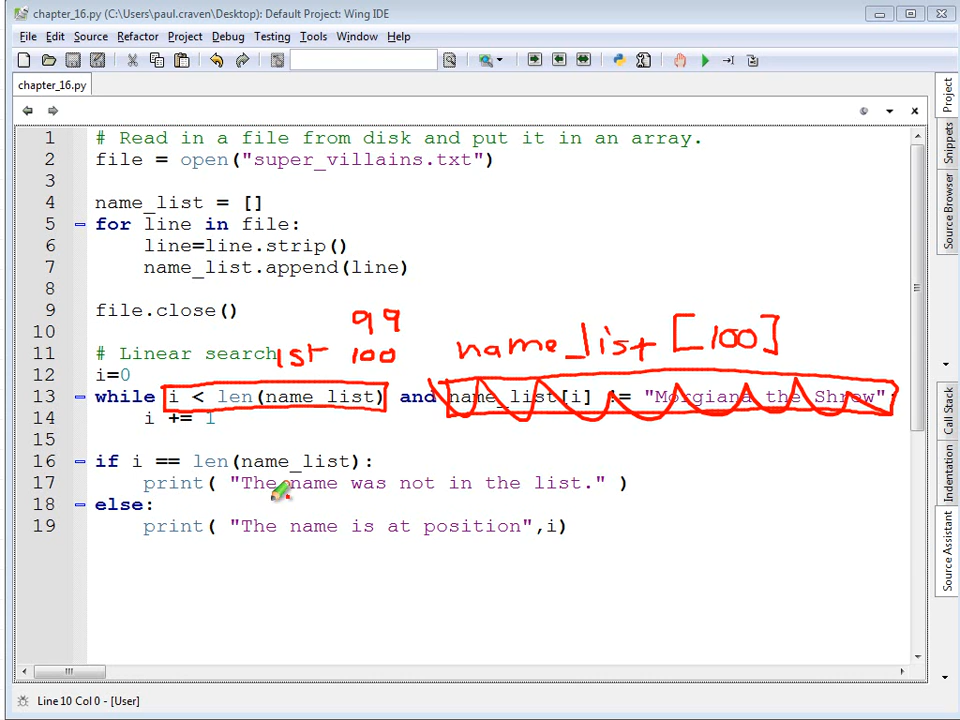 chapter_16.py (C:\Users\paul.craven\Desktop): Default Project: Wing IDE
File Edit Source Refactor Project Debug Testing Tools Window Help
chapter_16.py
1 # Read in a file from disk and put it in an array.
2 file = open("super_villains.txt")
3
4 name_list = []
5 for line in file:
6 line=line.strip()
7 name_list.append(line)
8
9 file.close()
99
10
name_list [100]
11 # Linear search
1st 100
12 i=0
13 while i < len(name_list) and name_list[i] != "Morgiana the Shrew":
14 i += 1
15
16 if i == len(name_list):
17 print( "The name was not in the list." )
18 else:
19 print( "The name is at position",i)
Project
Snippets
Source Browser
Call Stack
Indentation
Source Assistant
Line 10 Col 0 - [User]